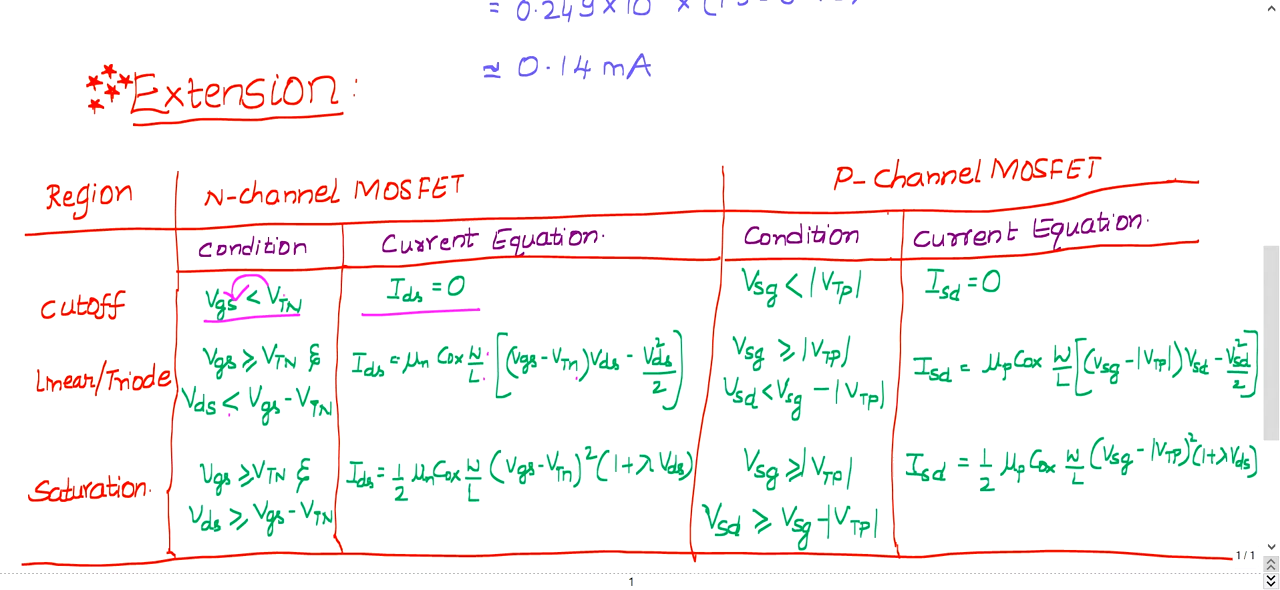 ≃ 0.14 mA
Extension:
Region N-channel MOSFET P-Channel MOSFET
Condition Current Equation. Condition Current Equation.
Cutoff Vgs < VTN Ids = 0 Vsg < |VTP| Isd = 0
Linear/Triode Vgs ≥ VTN & Ids = μn Cox W/L [(Vgs - VTn)Vds - Vds²/2] Vsg ≥ |VTP| Isd = μp Cox W/L [(Vsg - |VTP|)Vsd - Vsd²/2]
Vds < Vgs - VTN Vsd < Vsg - |VTP|
Saturation. Vgs ≥ VTN & Ids = 1/2 μn Cox W/L (Vgs - VTn)² (1 + λ Vds) Vsg ≥ |VTP| Isd = 1/2 μp Cox W/L (Vsg - |VTP|)² (1 + λ Vds)
Vds ≥ Vgs - VTN Vsd ≥ Vsg - |VTP|
1 / 1
1